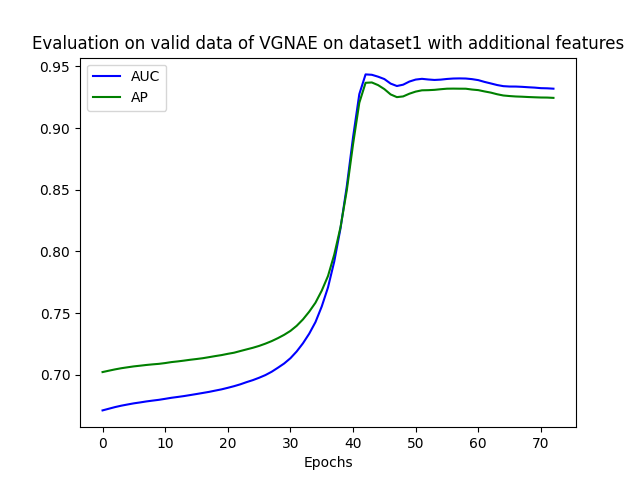 Evaluation on valid data of VGNAE on dataset1 with additional features
AUC
AP
0.95
0.90
0.85
0.80
0.75
0.70
0 10 20 30 40 50 60 70
Epochs